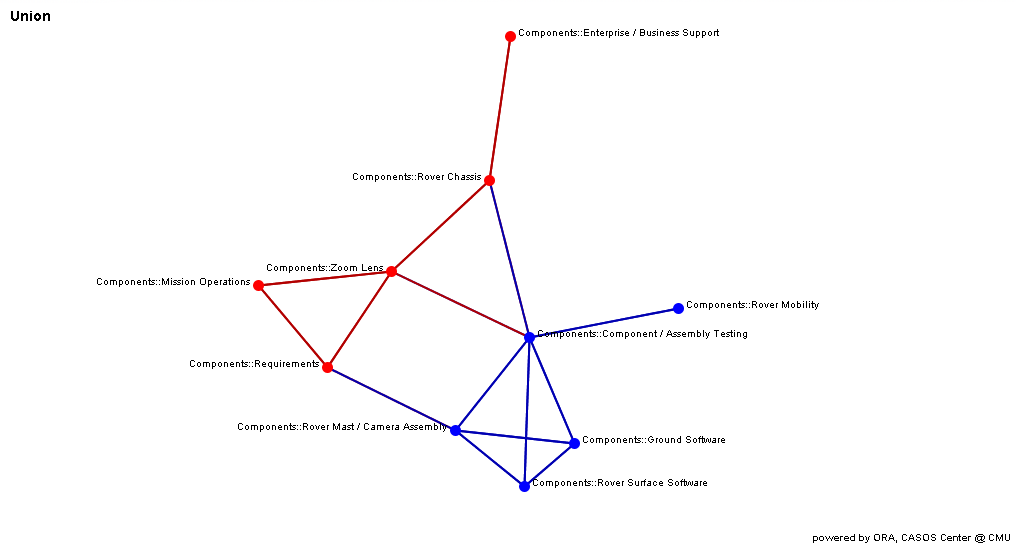 Union
Components::Enterprise / Business Support
Components::Rover Chassis
Components::Zoom Lens
Components::Mission Operations
Components::Rover Mobility
Components::Component / Assembly Testing
Components::Requirements
Components::Rover Mast / Camera Assembly
Components::Ground Software
Components::Rover Surface Software
powered by ORA, CASOS Center @ CMU